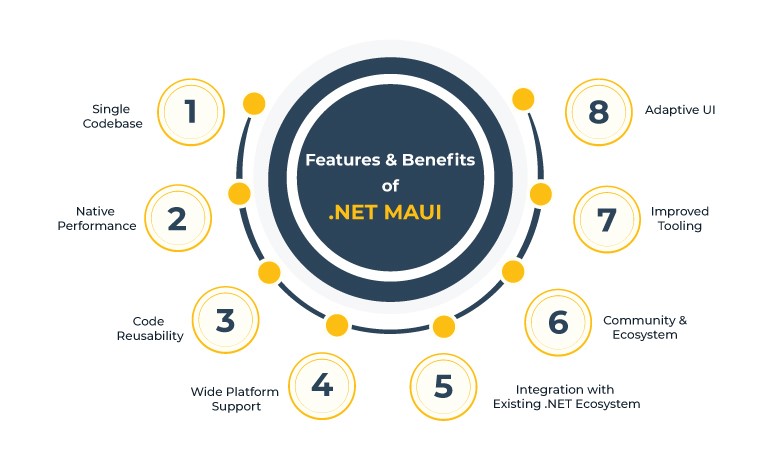 Features & Benefits
of
.NET MAUI
1
Single
Codebase
2
Native
Performance
3
Code
Reusability
4
Wide Platform
Support
5
Integration with
Existing .NET Ecosystem
6
Community &
Ecosystem
7
Improved
Tooling
8
Adaptive UI